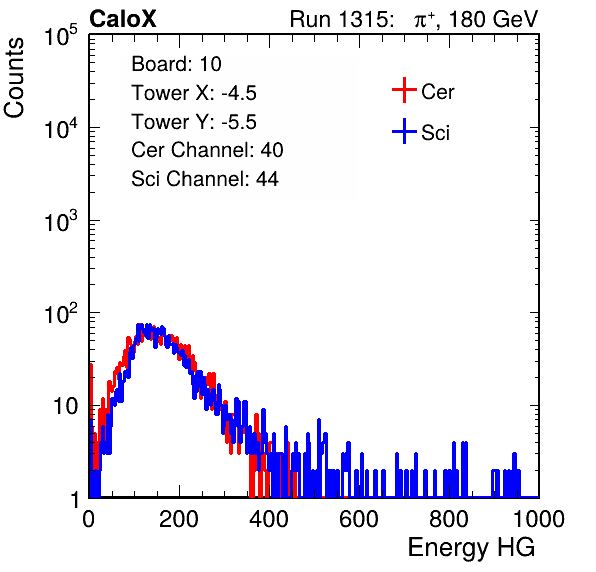 CaloX Run 1315: π⁺, 180 GeV
Counts
10⁵
10⁴
10³
10²
10
1
Board: 10
Tower X: -4.5
Tower Y: -5.5
Cer Channel: 40
Sci Channel: 44
Cer
Sci
0 200 400 600 800 1000
Energy HG